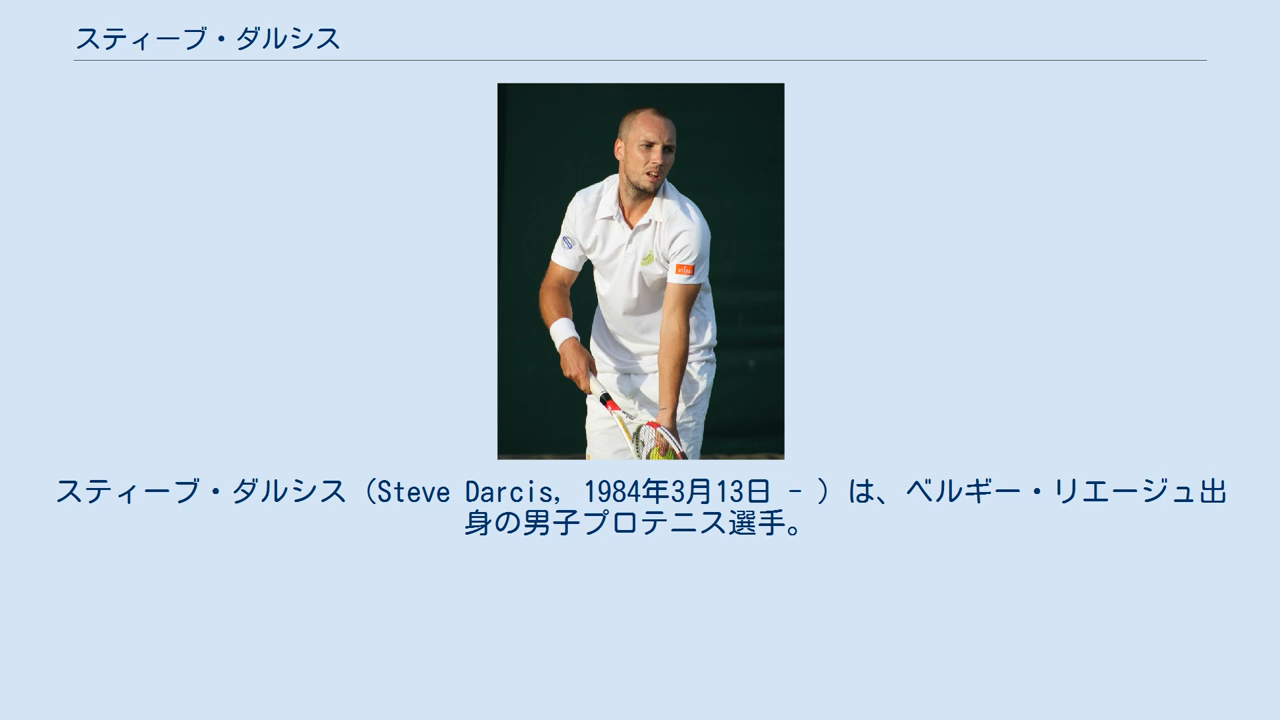 スティーブ・ダルシス
スティーブ・ダルシス（Steve Darcis, 1984年3月13日 - ）は、ベルギー・リエージュ出
身の男子プロテニス選手。